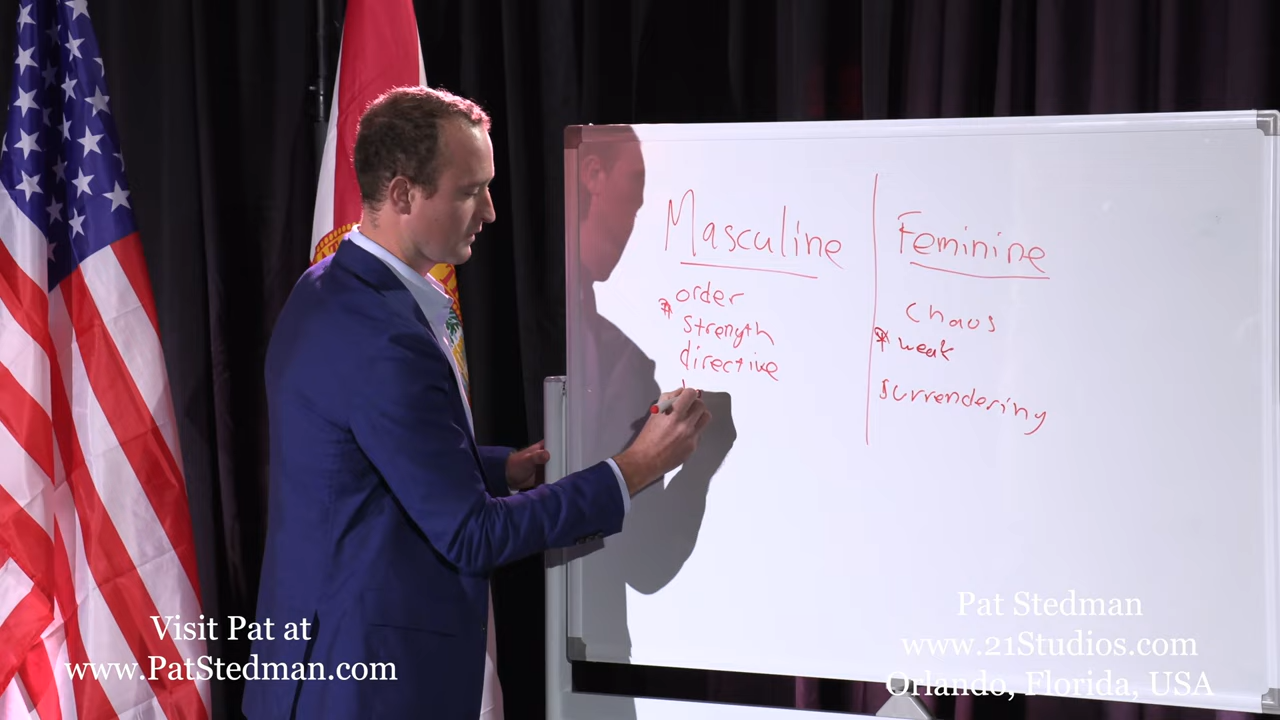 Masculine
order
strength
directive
Feminine
Chaos
weak
surrendering
Visit Pat at
www.PatStedman.com
Pat Stedman
www.21Studios.com
Orlando, Florida, USA